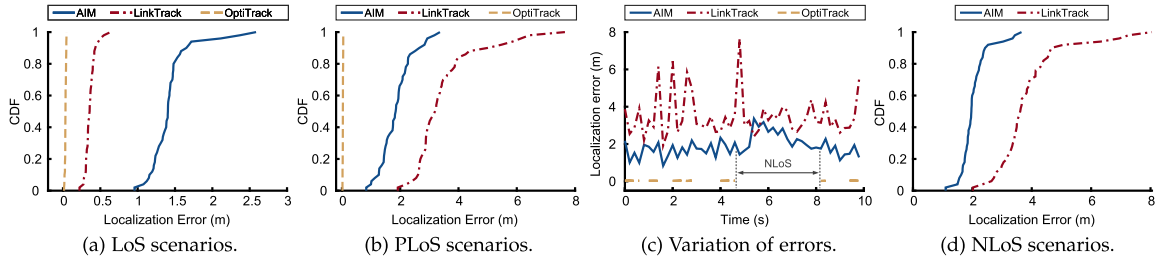 AIM LinkTrack OptiTrack
CDF
1
0.8
0.6
0.4
0.2
0
0 0.5 1 1.5 2 2.5 3
Localization Error (m)
(a) LoS scenarios.
AIM LinkTrack OptiTrack
CDF
1
0.8
0.6
0.4
0.2
0
0 2 4 6 8
Localization Error (m)
(b) PLoS scenarios.
AIM LinkTrack OptiTrack
Localization error (m)
8
6
4
2
0
NLoS
0 2 4 6 8 10
Time (s)
(c) Variation of errors.
AIM LinkTrack
CDF
1
0.8
0.6
0.4
0.2
0
0 2 4 6 8
Localization Error (m)
(d) NLoS scenarios.